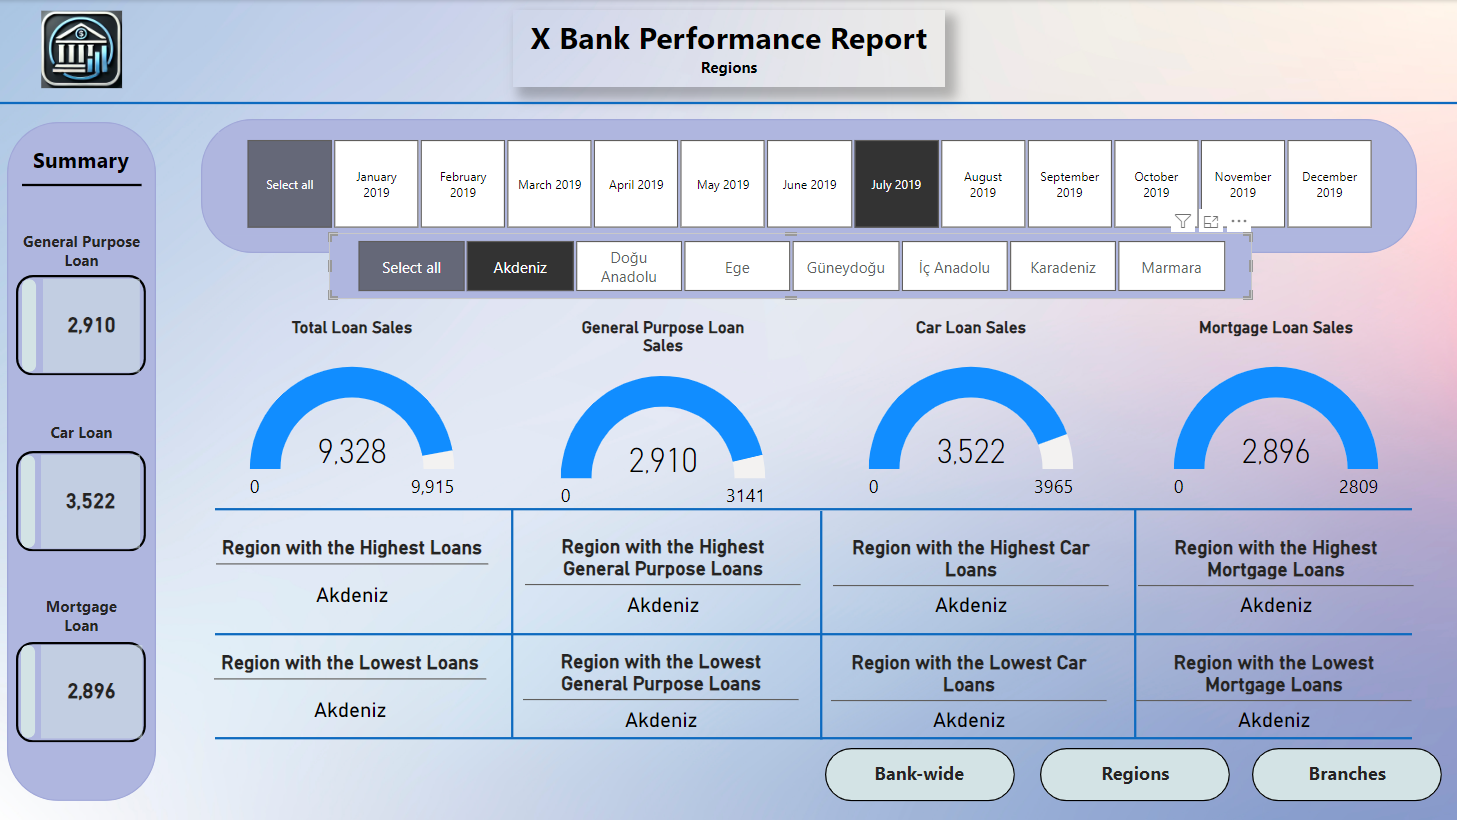 X Bank Performance Report
Regions
Summary
General Purpose
Loan
2,910
Car Loan
3,522
Mortgage
Loan
2,896
Select all
January
2019
February
2019
March 2019
April 2019
May 2019
June 2019
July 2019
August
2019
September
2019
October
2019
November
2019
December
2019
Select all
Akdeniz
Doğu
Anadolu
Ege
Güneydoğu
İç Anadolu
Karadeniz
Marmara
Total Loan Sales
9,328
0
9,915
General Purpose Loan
Sales
2,910
0
3141
Car Loan Sales
3,522
0
3965
Mortgage Loan Sales
2,896
0
2809
Region with the Highest Loans
Akdeniz
Region with the Highest
General Purpose Loans
Akdeniz
Region with the Highest Car
Loans
Akdeniz
Region with the Highest
Mortgage Loans
Akdeniz
Region with the Lowest Loans
Akdeniz
Region with the Lowest
General Purpose Loans
Akdeniz
Region with the Lowest Car
Loans
Akdeniz
Region with the Lowest
Mortgage Loans
Akdeniz
Bank-wide
Regions
Branches